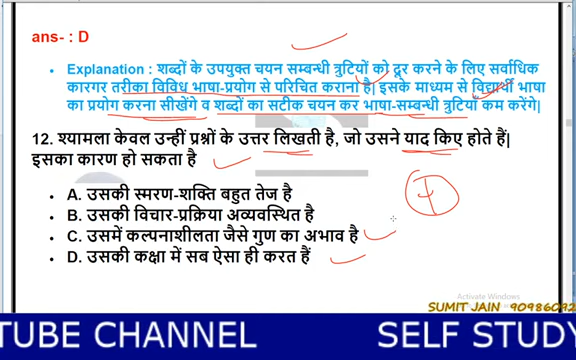 ans- : D
Explanation : शब्दों के उपयुक्त चयन सम्बन्धी त्रुटियों को दूर करने के लिए सर्वाधिक
कारगर तरीका विविध भाषा-प्रयोग से परिचित कराना है| इसके माध्यम से विद्यार्थी भाषा
का प्रयोग करना सीखेंगे व शब्दों का सटीक चयन कर भाषा-सम्बन्धी त्रुटियों कम करेंगे|
12. श्यामला केवल उन्हीं प्रश्नों के उत्तर लिखती है, जो उसने याद किए होते हैं|
इसका कारण हो सकता है
A. उसकी स्मरण-शक्ति बहुत तेज है
B. उसकी विचार-प्रक्रिया अव्यवस्थित है
C. उसमें कल्पनाशीलता जैसे गुण का अभाव है
D. उसकी कक्षा में सब ऐसा ही करत हैं
Activate Windows
SUMIT JAIN 90986092
TUBE CHANNEL SELF STUDY